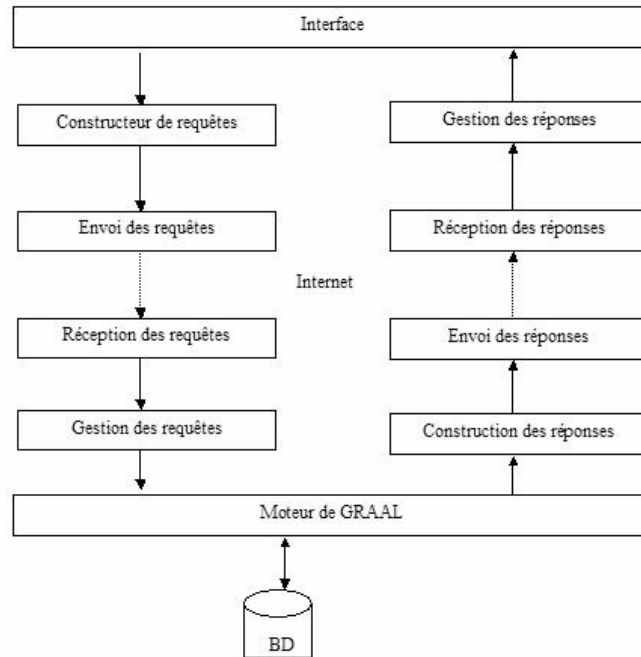 Interface
Constructeur de requêtes
Gestion des réponses
Envoi des requêtes
Réception des réponses
Internet
Réception des requêtes
Envoi des réponses
Gestion des requêtes
Construction des réponses
Moteur de GRAAL
BD